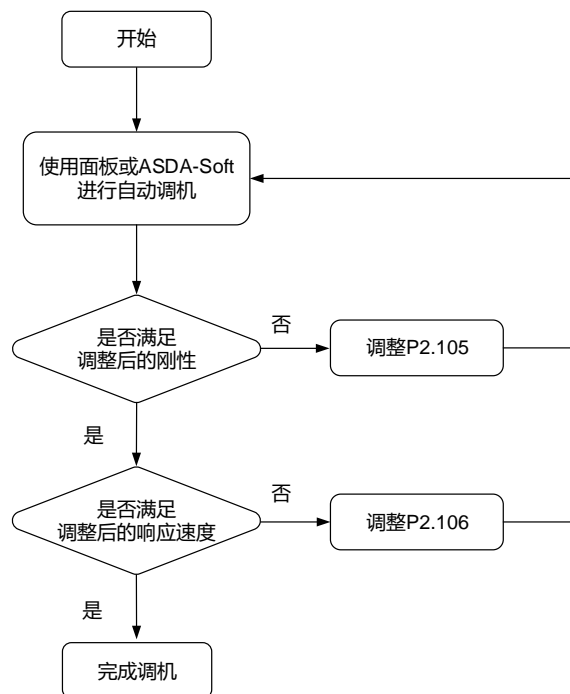 开始
使用面板或ASDA-Soft
进行自动调机
是否满足
调整后的刚性
否
调整P2.105
是
是否满足
调整后的响应速度
否
调整P2.106
是
完成调机